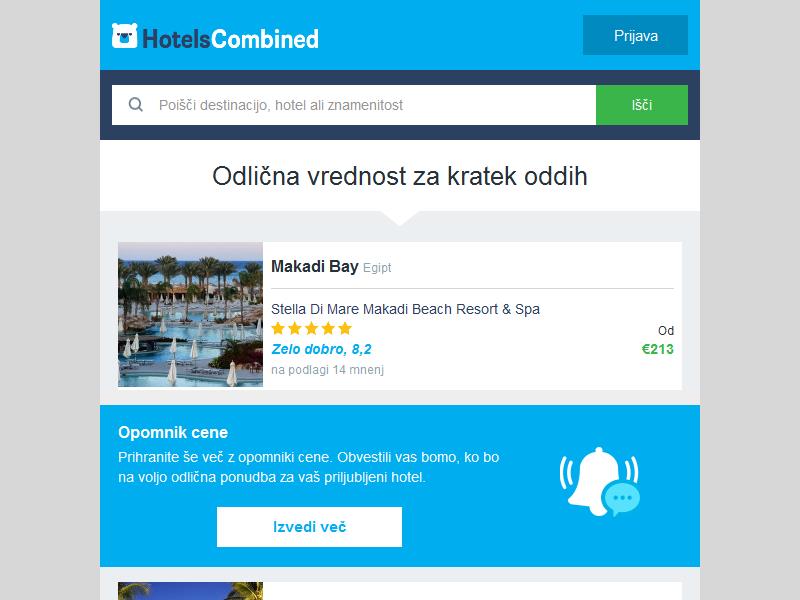 HotelsCombined
Prijava
Poišči destinacijo, hotel ali znamenitost
Išči
Odlična vrednost za kratek oddih
Makadi Bay Egipt
Stella Di Mare Makadi Beach Resort & Spa
Od
Zelo dobro, 8,2
€213
na podlagi 14 mnenj
Opomnik cene
Prihranite še več z opomniki cene. Obvestili vas bomo, ko bo
na voljo odlična ponudba za vaš priljubljeni hotel.
Izvedi več